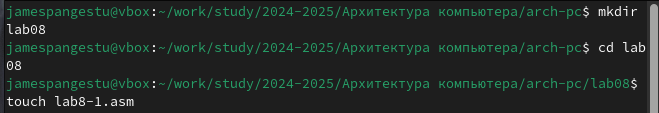 jamespangestu@vbox:~/work/study/2024-2025/Архитектура компьютера/arch-pc$ mkdir
lab08
jamespangestu@vbox:~/work/study/2024-2025/Архитектура компьютера/arch-pc$ cd lab
08
jamespangestu@vbox:~/work/study/2024-2025/Архитектура компьютера/arch-pc/lab08$
touch lab8-1.asm